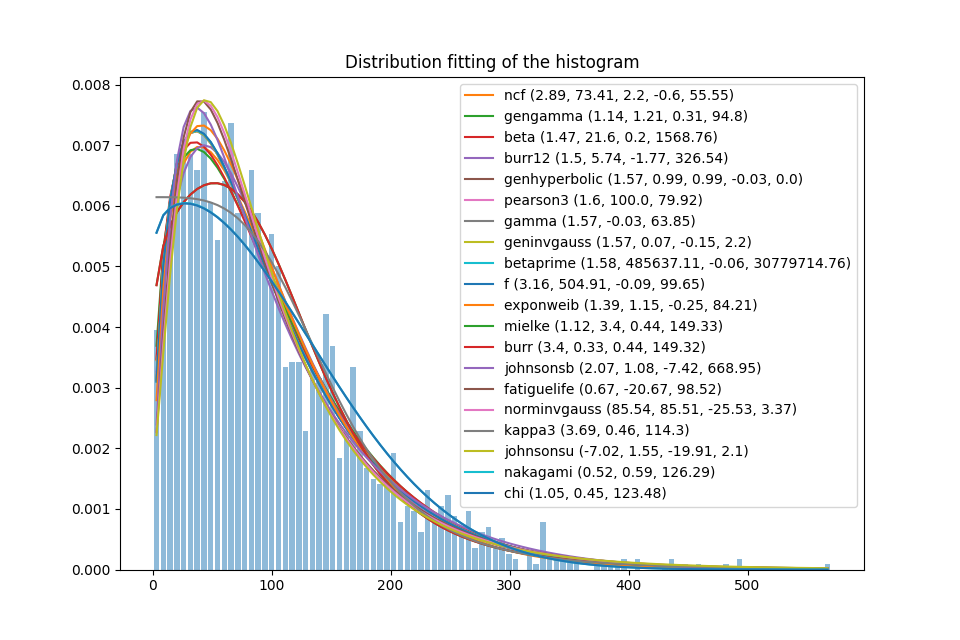 Distribution fitting of the histogram
0.008
0.007
0.006
0.005
0.004
0.003
0.002
0.001
0.000
ncf (2.89, 73.41, 2.2, -0.6, 55.55)
gengamma (1.14, 1.21, 0.31, 94.8)
beta (1.47, 21.6, 0.2, 1568.76)
burr12 (1.5, 5.74, -1.77, 326.54)
genhyperbolic (1.57, 0.99, 0.99, -0.03, 0.0)
pearson3 (1.6, 100.0, 79.92)
gamma (1.57, -0.03, 63.85)
geninvgauss (1.57, 0.07, -0.15, 2.2)
betaprime (1.58, 485637.11, -0.06, 30779714.76)
f (3.16, 504.91, -0.09, 99.65)
exponweib (1.39, 1.15, -0.25, 84.21)
mielke (1.12, 3.4, 0.44, 149.33)
burr (3.4, 0.33, 0.44, 149.32)
johnsonsb (2.07, 1.08, -7.42, 668.95)
fatiguelife (0.67, -20.67, 98.52)
norminvgauss (85.54, 85.51, -25.53, 3.37)
kappa3 (3.69, 0.46, 114.3)
johnsonsu (-7.02, 1.55, -19.91, 2.1)
nakagami (0.52, 0.59, 126.29)
chi (1.05, 0.45, 123.48)
0 100 200 300 400 500